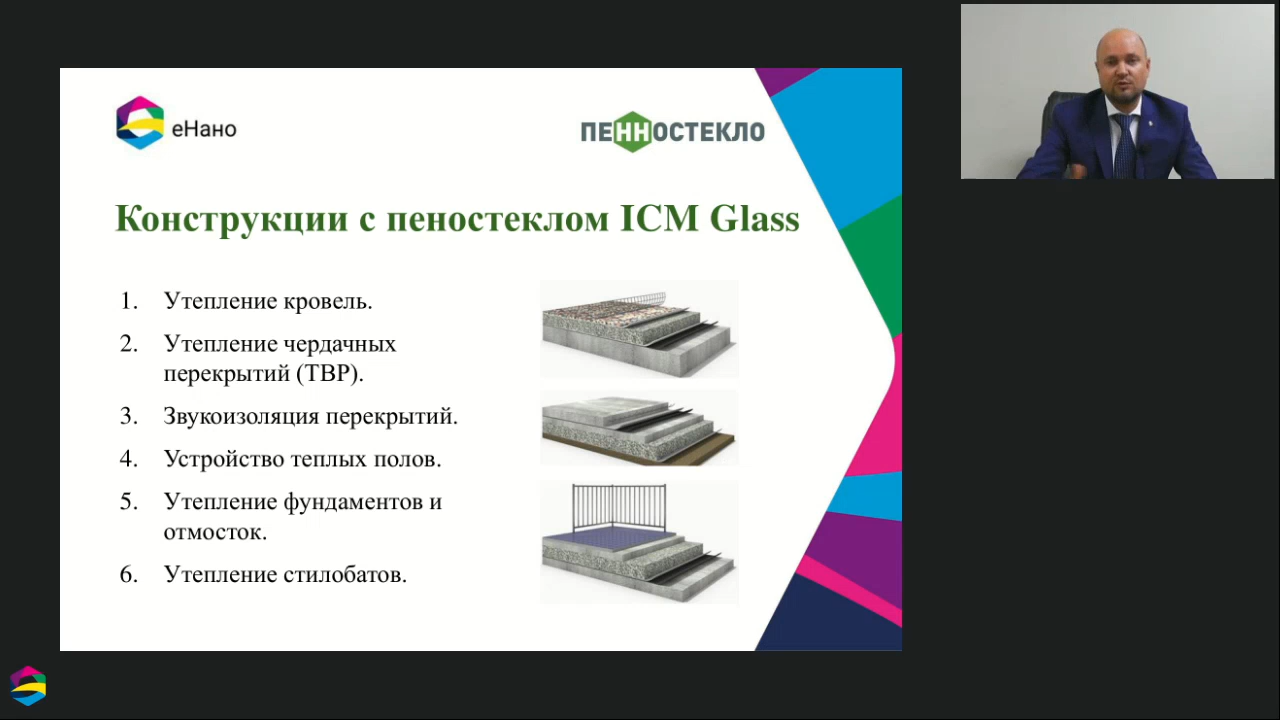 еНано
ПЕННОСТЕКЛО
Конструкции с пеностеклом ICM Glass
1. Утепление кровель.
2. Утепление чердачных
перекрытий (ТВР).
3. Звукоизоляция перекрытий.
4. Устройство теплых полов.
5. Утепление фундаментов и
отмосток.
6. Утепление стилобатов.